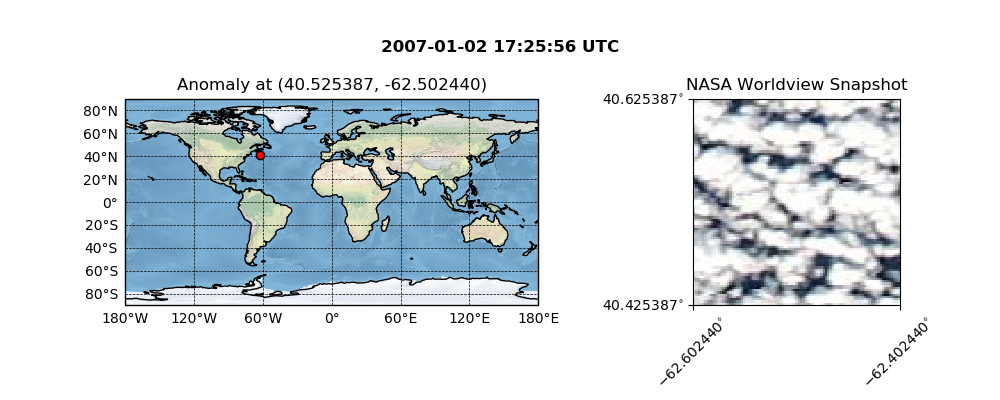 2007-01-02 17:25:56 UTC
Anomaly at (40.525387, -62.502440)
80°N
60°N
40°N
20°N
0°
20°S
40°S
60°S
80°S
180°W 120°W 60°W 0° 60°E 120°E 180°E
NASA Worldview Snapshot
40.625387°
40.425387°
−62.602440°
−62.402440°